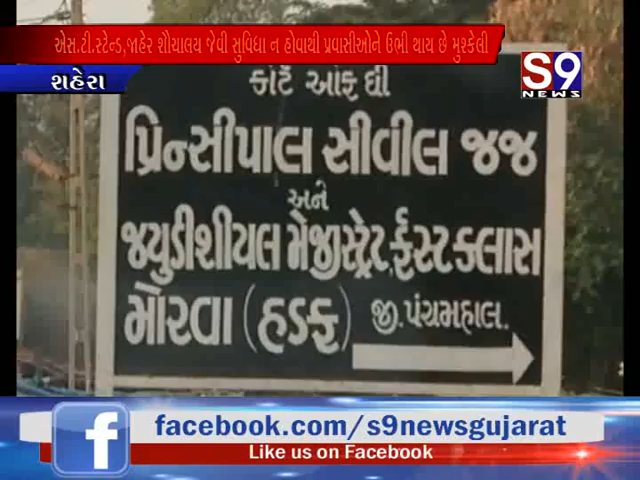 એસ.ટી.સ્ટેન્ડ,જાહેર શૌચાલય જેવી સુવિધા ન હોવાથી પ્રવાસીઓને ઉભી થાય છે મુશ્કેલી
શહેરા
S9
NEWS
કોર્ટ ઓફ ધી
પ્રિન્સીપાલ સીવીલ જજ
અને
જ્યુડીશીયલ મેજીસ્ટ્રેટ,ફર્સ્ટ ક્લાસ
મોરવા (હડફ) જી.પંચમહાલ.
facebook.com/s9newsgujarat
Like us on Facebook